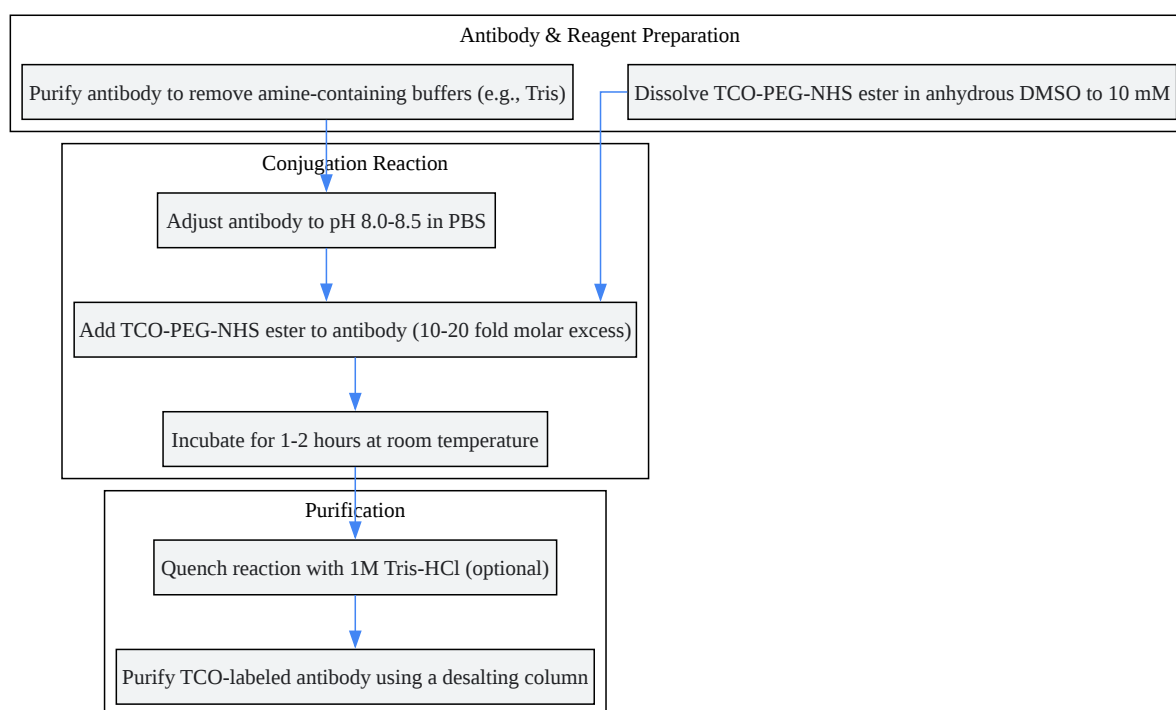 Antibody & Reagent Preparation
Purify antibody to remove amine-containing buffers (e.g., Tris)
Dissolve TCO-PEG-NHS ester in anhydrous DMSO to 10 mM
Conjugation Reaction
Adjust antibody to pH 8.0-8.5 in PBS
Add TCO-PEG-NHS ester to antibody (10-20 fold molar excess)
Incubate for 1-2 hours at room temperature
Purification
Quench reaction with 1M Tris-HCl (optional)
Purify TCO-labeled antibody using a desalting column